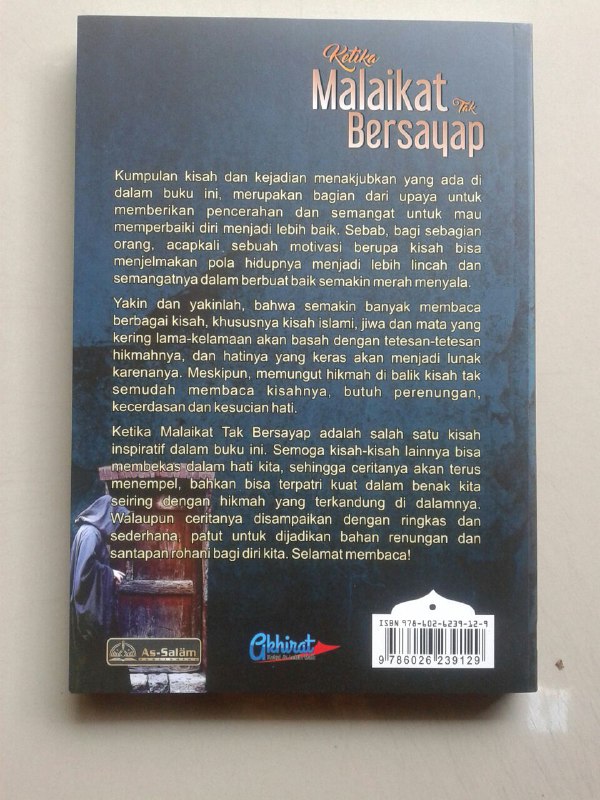 Ketika
Malaikat Tak
Bersayap
Kumpulan kisah dan kejadian menakjubkan yang ada di
dalam buku ini, merupakan bagian dari upaya untuk
memberikan pencerahan dan semangat untuk mau
memperbaiki diri menjadi lebih baik. Sebab, bagi sebagian
orang, acapkali sebuah motivasi berupa kisah bisa
menjelmakan pola hidupnya menjadi lebih lincah dan
semangatnya dalam berbuat baik semakin merah menyala.
Yakin dan yakinlah, bahwa semakin banyak membaca
berbagai kisah, khususnya kisah islami, jiwa dan mata yang
kering lama-kelamaan akan basah dengan tetesan-tetesan
hikmahnya, dan hatinya yang keras akan menjadi lunak
karenanya. Meskipun, memungut hikmah di balik kisah tak
semudah membaca kisahnya, butuh perenungan,
kecerdasan dan kesucian hati.
Ketika Malaikat Tak Bersayap adalah salah satu kisah
inspiratif dalam buku ini. Semoga kisah-kisah lainnya bisa
membekas dalam hati kita, sehingga ceritanya akan terus
menempel, bahkan bisa terpatri kuat dalam benak kita
seiring dengan hikmah yang terkandung di dalamnya.
Walaupun ceritanya disampaikan dengan ringkas dan
sederhana, patut untuk dijadikan bahan renungan dan
santapan rohani bagi diri kita. Selamat membaca!
As-Salām
Akhirat
ISBN 978-602-6239-12-9
9 786026 239129